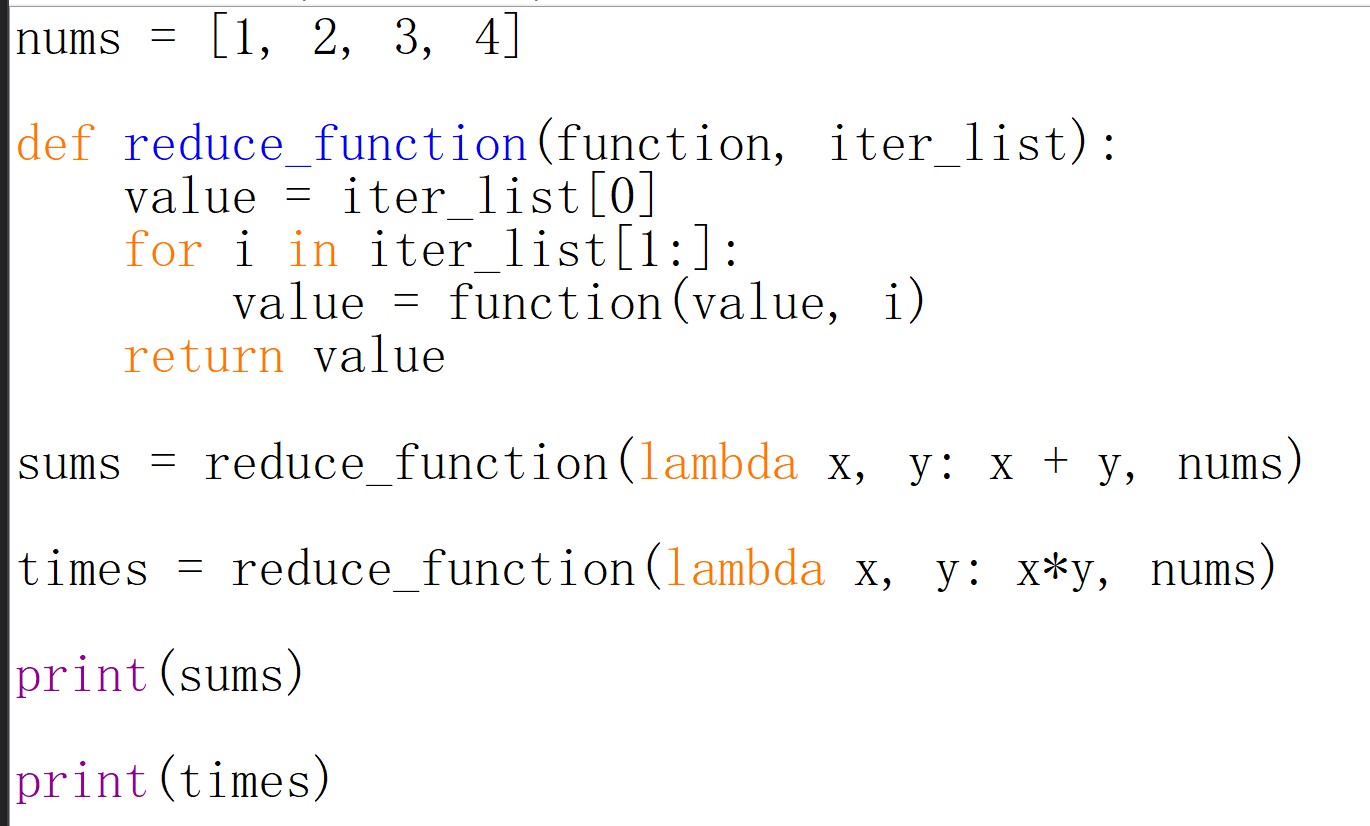 nums = [1, 2, 3, 4]
def reduce_function(function, iter_list):
    value = iter_list[0]
    for i in iter_list[1:]:
        value = function(value, i)
    return value
sums = reduce_function(lambda x, y: x + y, nums)
times = reduce_function(lambda x, y: x*y, nums)
print(sums)
print(times)